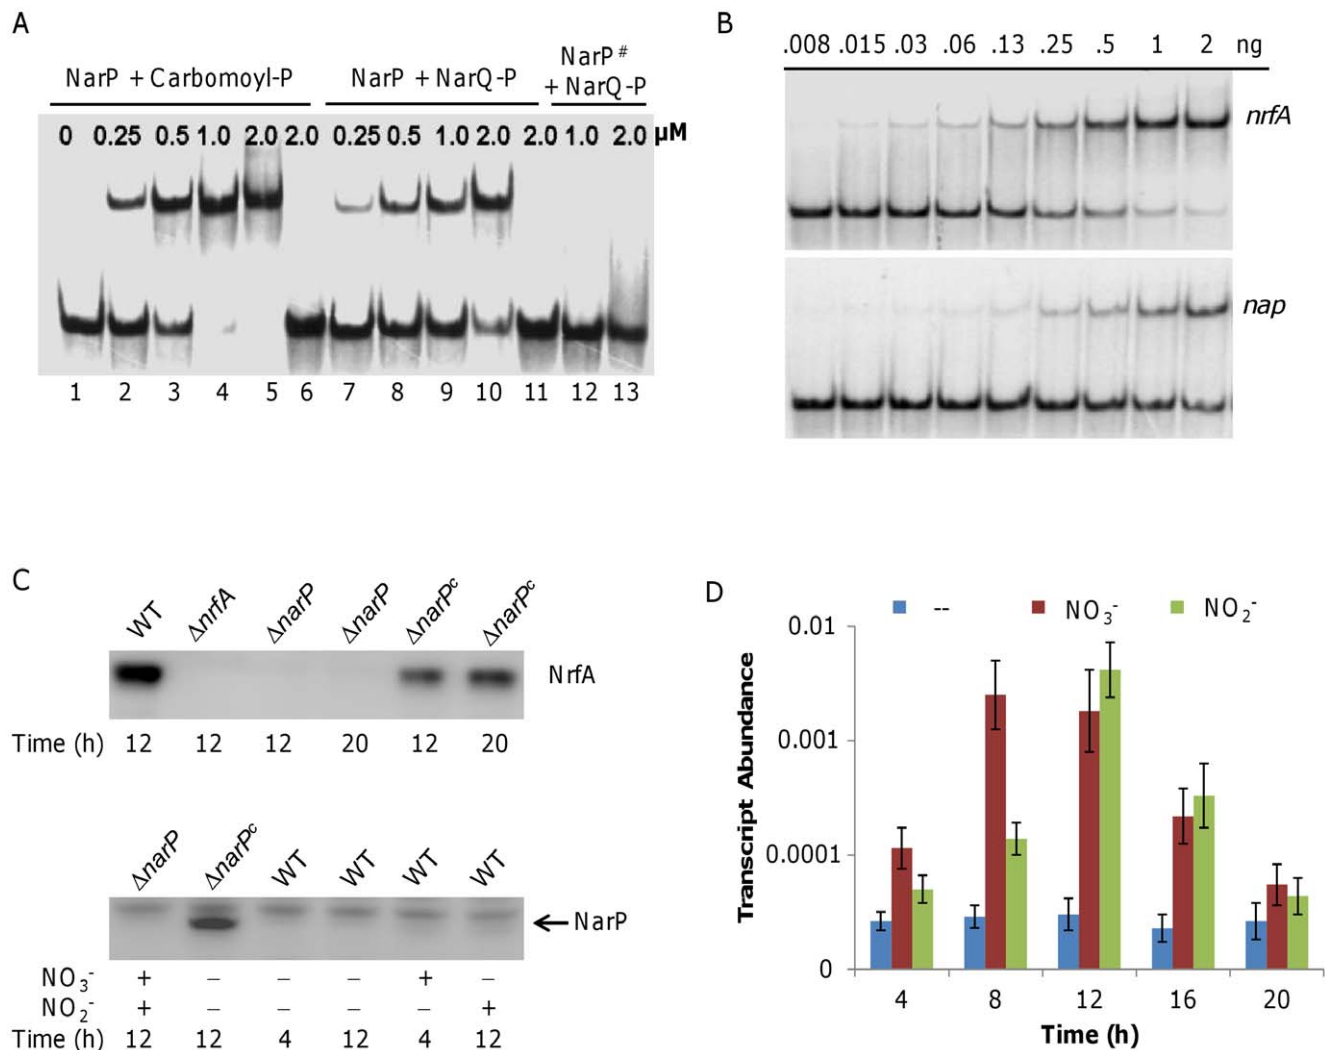 A
NarP + Carbomoyl-P
NarP + NarQ-P
NarP #
+ NarQ-P
0 0.25 0.5 1.0 2.0 2.0 0.25 0.5 1.0 2.0 2.0 1.0 2.0 µM
1 2 3 4 5 6 7 8 9 10 11 12 13
B
.008 .015 .03 .06 .13 .25 .5 1 2 ng
nrfA
nap
C
WT ΔnrfA ΔnarP ΔnarP ΔnarPᶜ ΔnarPᶜ
NrfA
Time (h) 12 12 12 20 12 20
ΔnarP ΔnarPᶜ WT WT WT WT
NarP
NO₃⁻ + – – – + –
NO₂⁻ + – – – – +
Time (h) 12 12 4 12 4 12
D
-- NO₃⁻ NO₂⁻
Transcript Abundance
0.01
0.001
0.0001
0
4 8 12 16 20
Time (h)